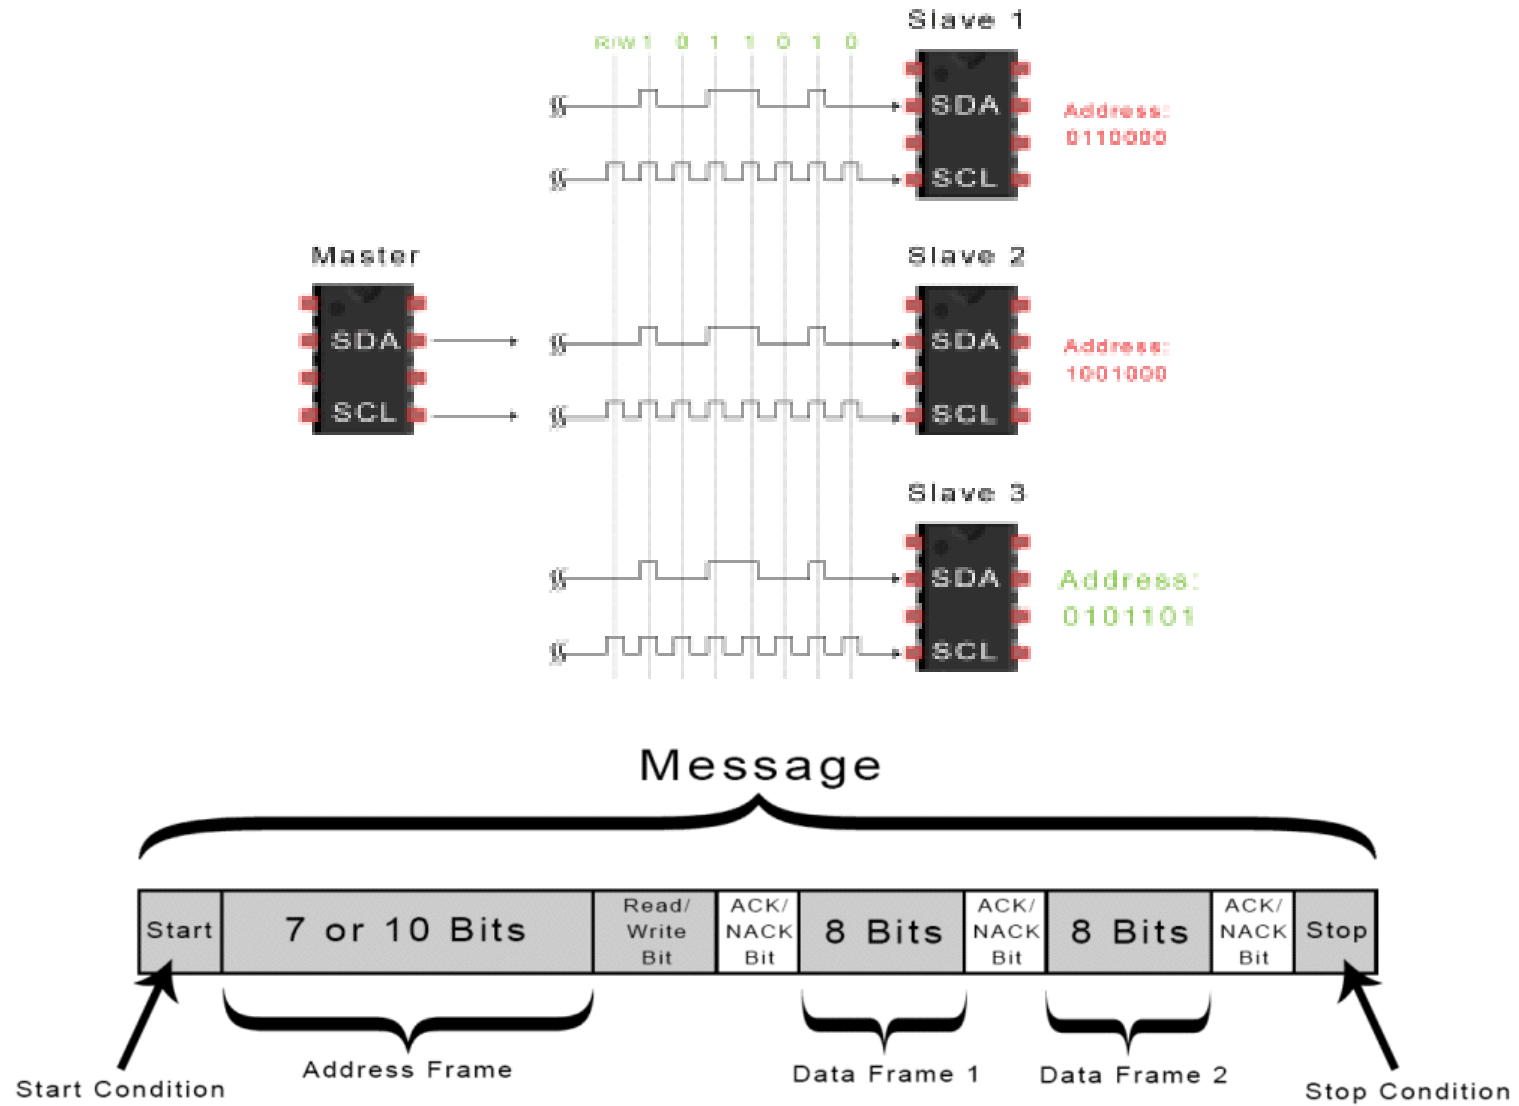 Slave 1
R/W 1 0 1 1 0 1 0
SDA
Address:
0110000
SCL
Master
Slave 2
SDA
SDA
Address:
1001000
SCL
SCL
Slave 3
SDA
Address:
0101101
SCL
Message
Start
7 or 10 Bits
Read/
Write
Bit
ACK/
NACK
Bit
8 Bits
ACK/
NACK
Bit
8 Bits
ACK/
NACK
Bit
Stop
Start Condition
Address Frame
Data Frame 1
Data Frame 2
Stop Condition